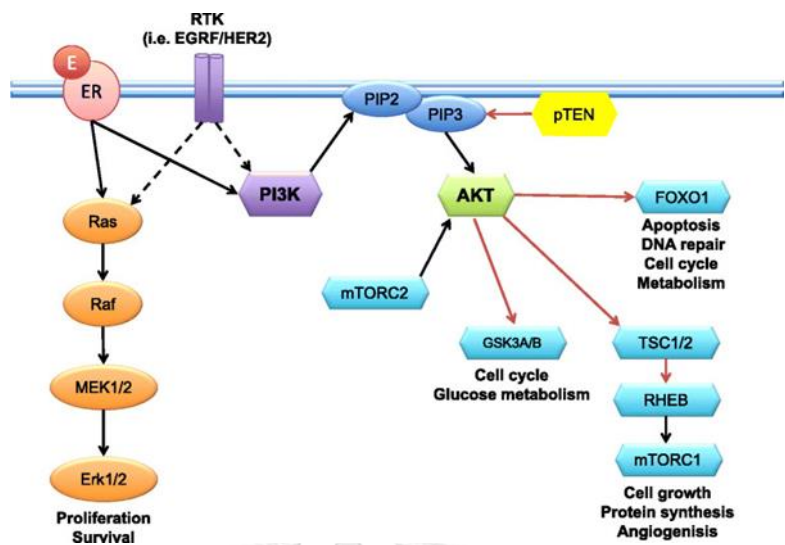 RTK
(i.e. EGRF/HER2)
E
ER
PIP2
PIP3
pTEN
PI3K
AKT
FOXO1
Apoptosis
DNA repair
Cell cycle
Metabolism
Ras
Raf
MEK1/2
Erk1/2
Proliferation
Survival
mTORC2
GSK3A/B
Cell cycle
Glucose metabolism
TSC1/2
RHEB
mTORC1
Cell growth
Protein synthesis
Angiogenisis